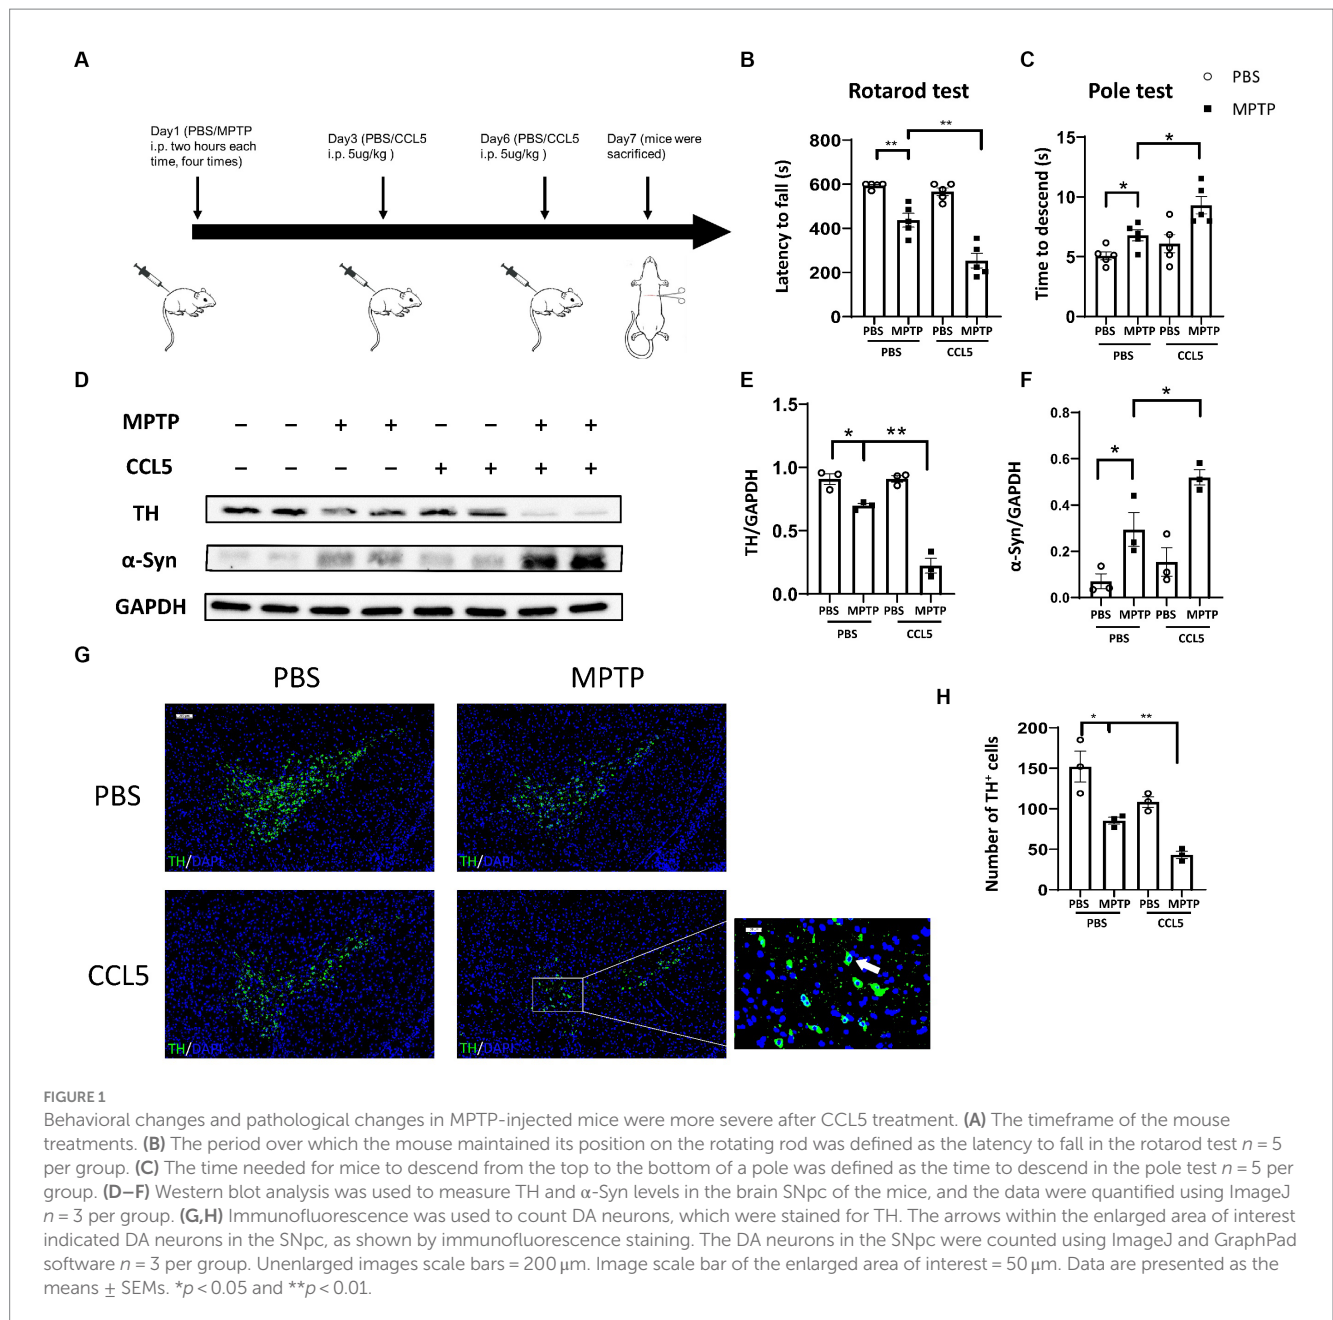 A
Day1 (PBS/MPTP
i.p. two hours each
time, four times)
Day3 (PBS/CCL5
i.p. 5ug/kg )
Day6 (PBS/CCL5
i.p. 5ug/kg )
Day7 (mice were
sacrificed)
B
Rotarod test
Latency to fall (s)
800
600
400
200
0
**
**
PBS
MPTP
PBS
MPTP
PBS
CCL5
C
Pole test
PBS
MPTP
Time to descend (s)
15
10
5
0
*
*
PBS
MPTP
PBS
MPTP
PBS
CCL5
D
MPTP – – + + – – + +
CCL5 – – – – + + + +
TH
α-Syn
GAPDH
E
TH/GAPDH
1.5
1.0
0.5
0.0
*
**
PBS
MPTP
PBS
MPTP
PBS
CCL5
F
α-Syn/GAPDH
0.8
0.6
0.4
0.2
0.0
*
*
PBS
MPTP
PBS
MPTP
PBS
CCL5
G
PBS
MPTP
PBS
TH/DAPI
TH/DAPI
CCL5
TH/DAPI
TH/DAPI
H
Number of TH⁺ cells
200
150
100
50
0
*
**
PBS
MPTP
PBS
MPTP
PBS
CCL5
FIGURE 1
Behavioral changes and pathological changes in MPTP-injected mice were more severe after CCL5 treatment. (A) The timeframe of the mouse
treatments. (B) The period over which the mouse maintained its position on the rotating rod was defined as the latency to fall in the rotarod test n = 5
per group. (C) The time needed for mice to descend from the top to the bottom of a pole was defined as the time to descend in the pole test n = 5 per
group. (D–F) Western blot analysis was used to measure TH and α-Syn levels in the brain SNpc of the mice, and the data were quantified using ImageJ
n = 3 per group. (G,H) Immunofluorescence was used to count DA neurons, which were stained for TH. The arrows within the enlarged area of interest
indicated DA neurons in the SNpc, as shown by immunofluorescence staining. The DA neurons in the SNpc were counted using ImageJ and GraphPad
software n = 3 per group. Unenlarged images scale bars = 200 μm. Image scale bar of the enlarged area of interest = 50 μm. Data are presented as the
means ± SEMs. *p < 0.05 and **p < 0.01.